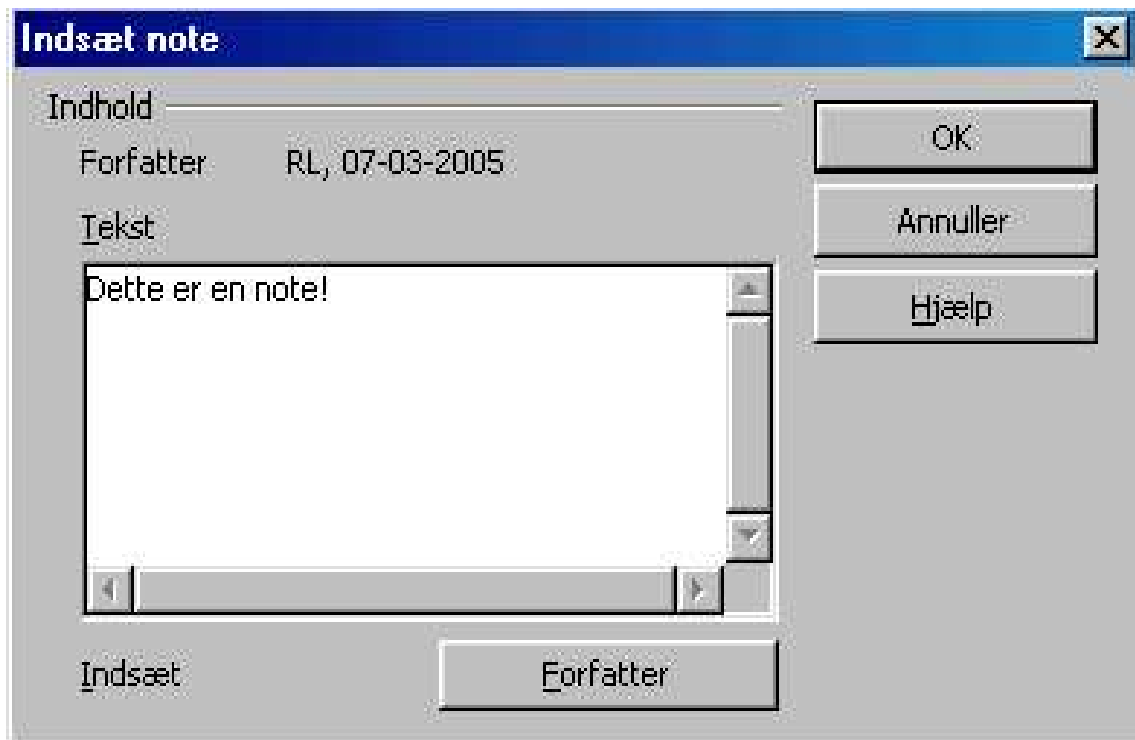 Indsæt note
Indhold
Forfatter RL, 07-03-2005
Tekst
Dette er en note!
Indsæt Forfatter
OK
Annuller
Hjælp